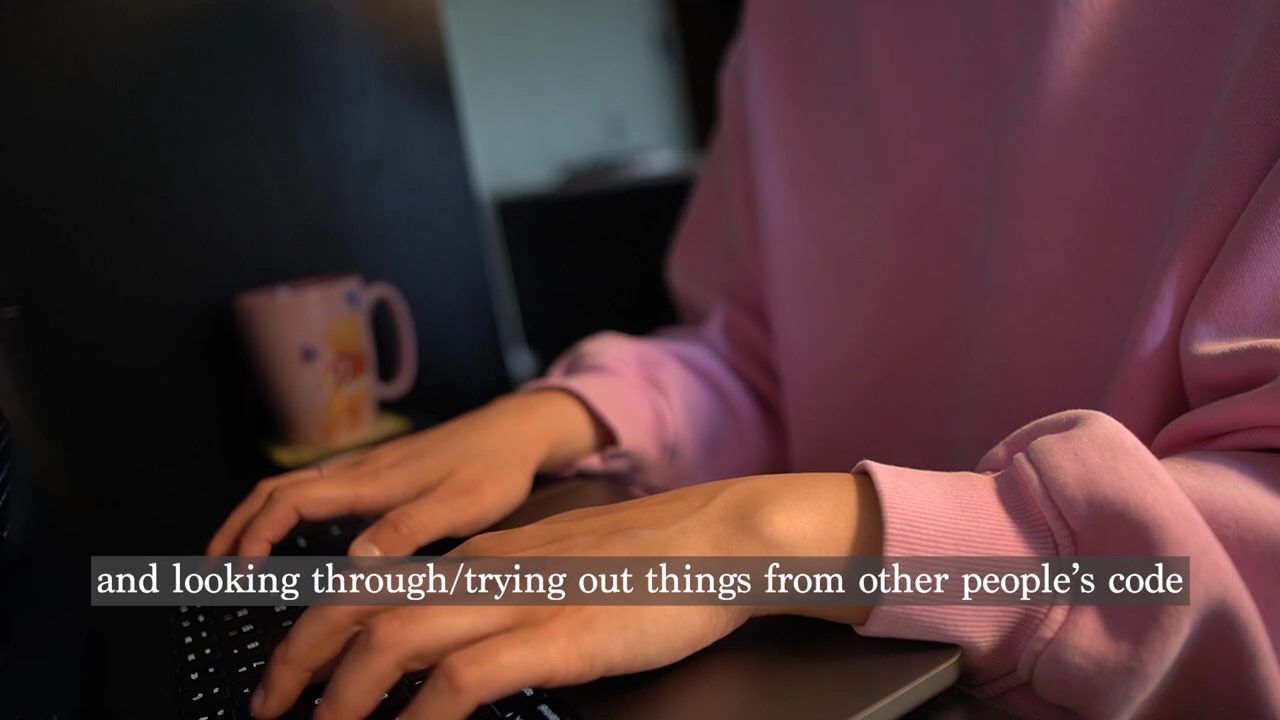 and looking through/trying out things from other people’s code